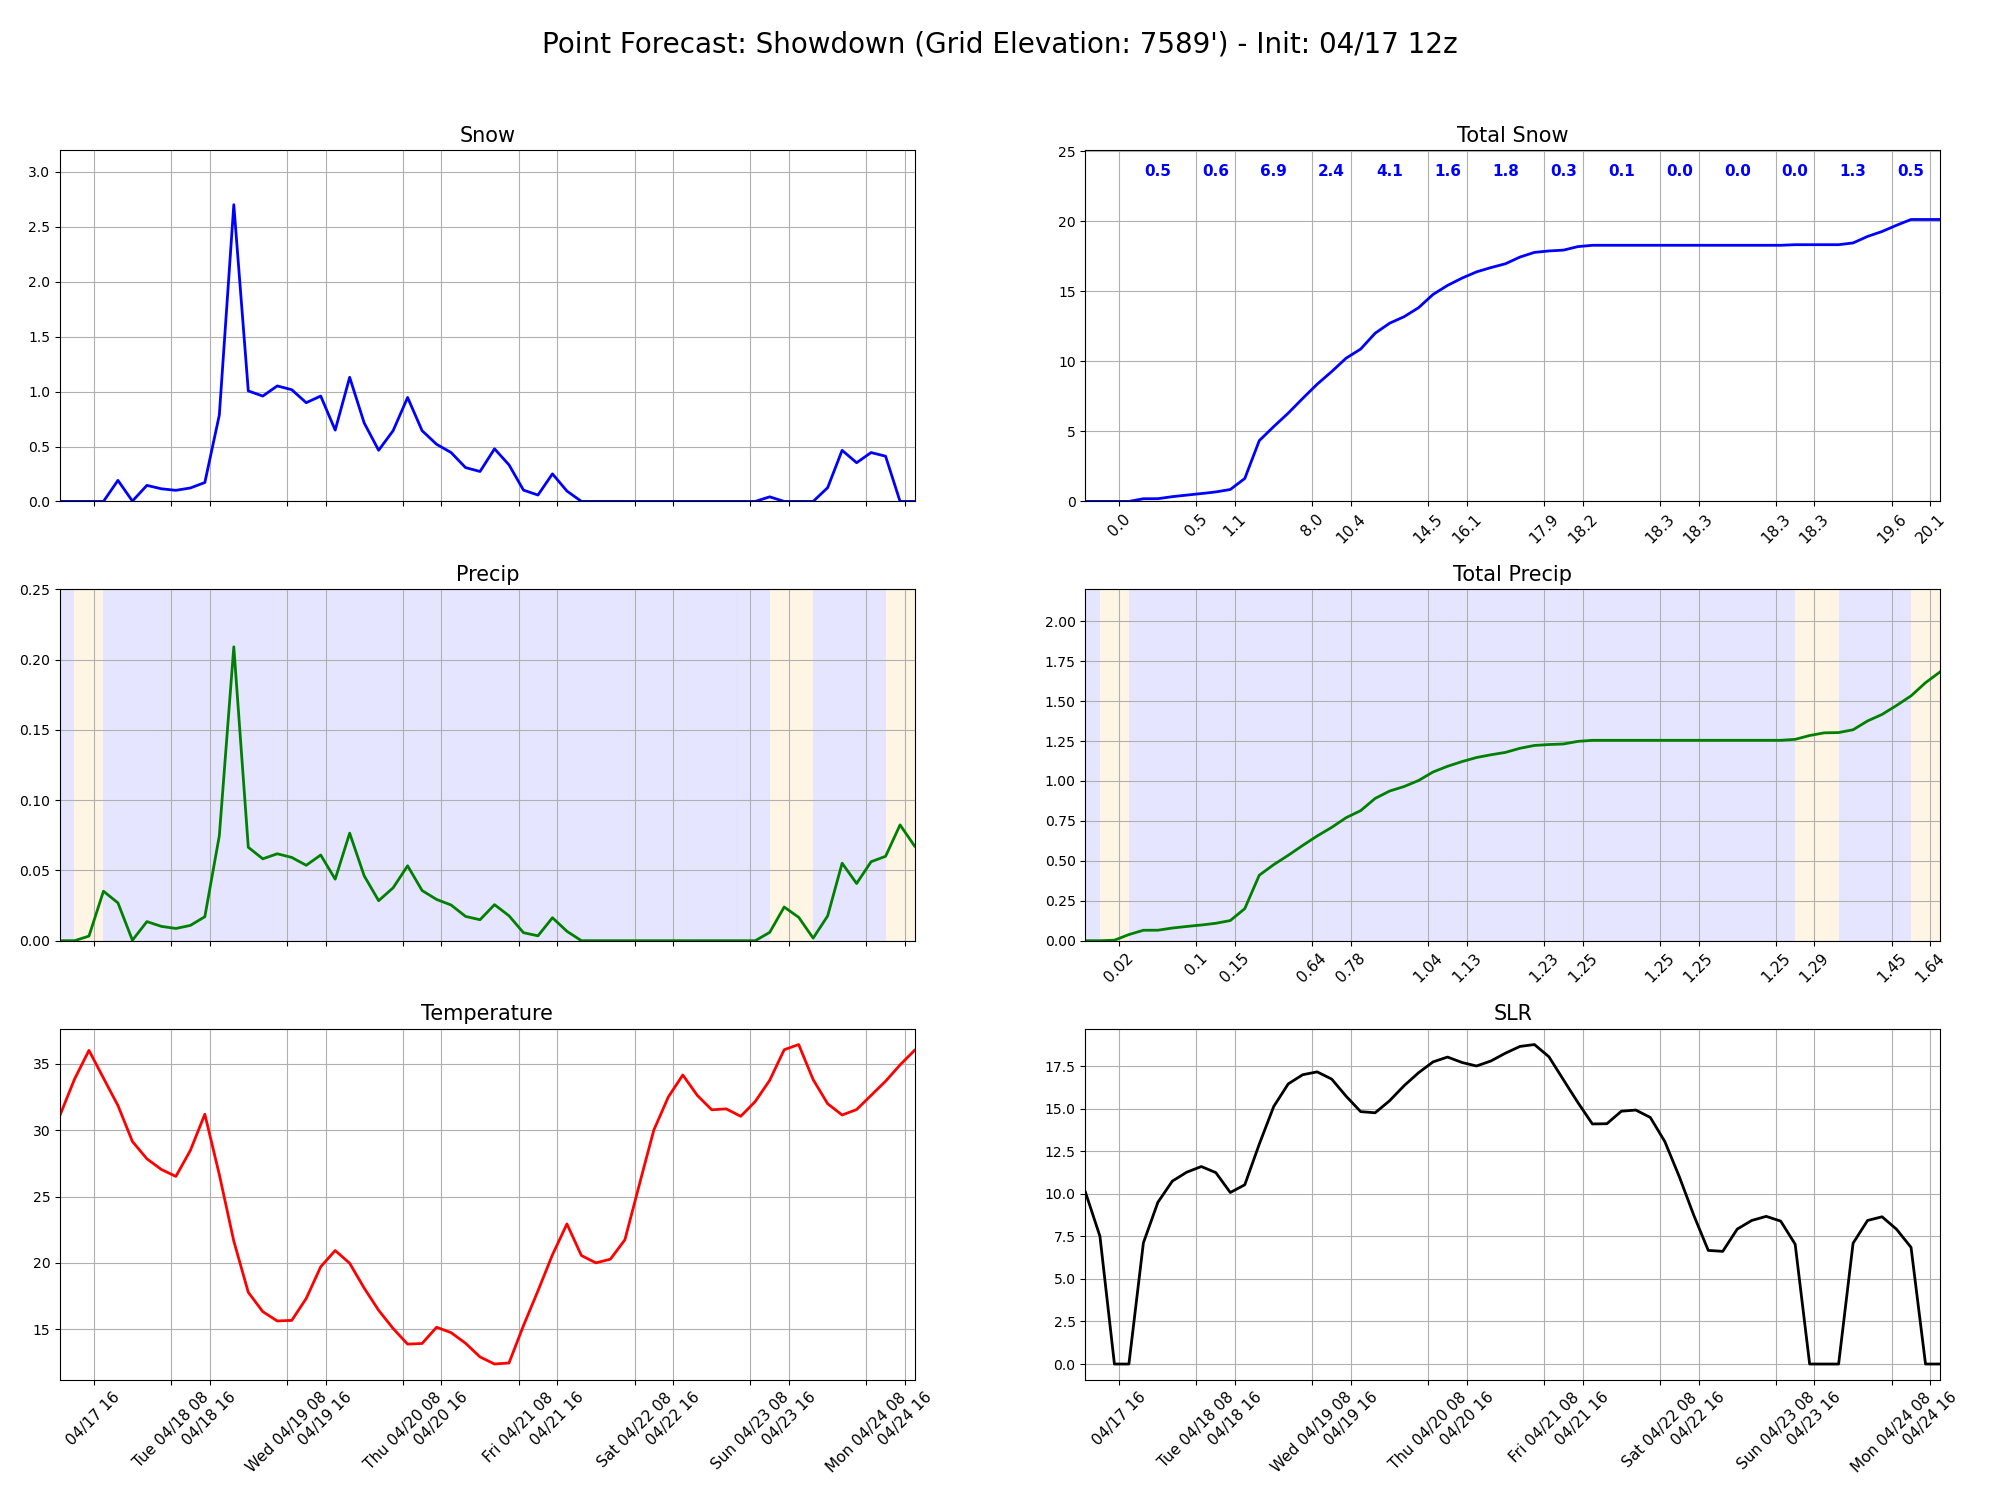 Point Forecast: Showdown (Grid Elevation: 7589') - Init: 04/17 12z
Snow
3.0
2.5
2.0
1.5
1.0
0.5
0.0
Total Snow
0.5 0.6 6.9 2.4 4.1 1.6 1.8 0.3 0.1 0.0 0.0 0.0 1.3 0.5
25
20
15
10
5
0
0.0 0.5 1.1 8.0 10.4 14.5 16.1 17.9 18.2 18.3 18.3 18.3 18.3 19.6 20.1
Precip
0.25
0.20
0.15
0.10
0.05
0.00
Total Precip
2.00
1.75
1.50
1.25
1.00
0.75
0.50
0.25
0.00
0.02 0.1 0.15 0.64 0.78 1.04 1.13 1.23 1.25 1.25 1.25 1.25 1.29 1.45 1.64
Temperature
35
30
25
20
15
04/17 16
Tue 04/18 08
04/18 16
Wed 04/19 08
04/19 16
Thu 04/20 08
04/20 16
Fri 04/21 08
04/21 16
Sat 04/22 08
04/22 16
Sun 04/23 08
04/23 16
Mon 04/24 08
04/24 16
SLR
17.5
15.0
12.5
10.0
7.5
5.0
2.5
0.0
04/17 16
Tue 04/18 08
04/18 16
Wed 04/19 08
04/19 16
Thu 04/20 08
04/20 16
Fri 04/21 08
04/21 16
Sat 04/22 08
04/22 16
Sun 04/23 08
04/23 16
Mon 04/24 08
04/24 16